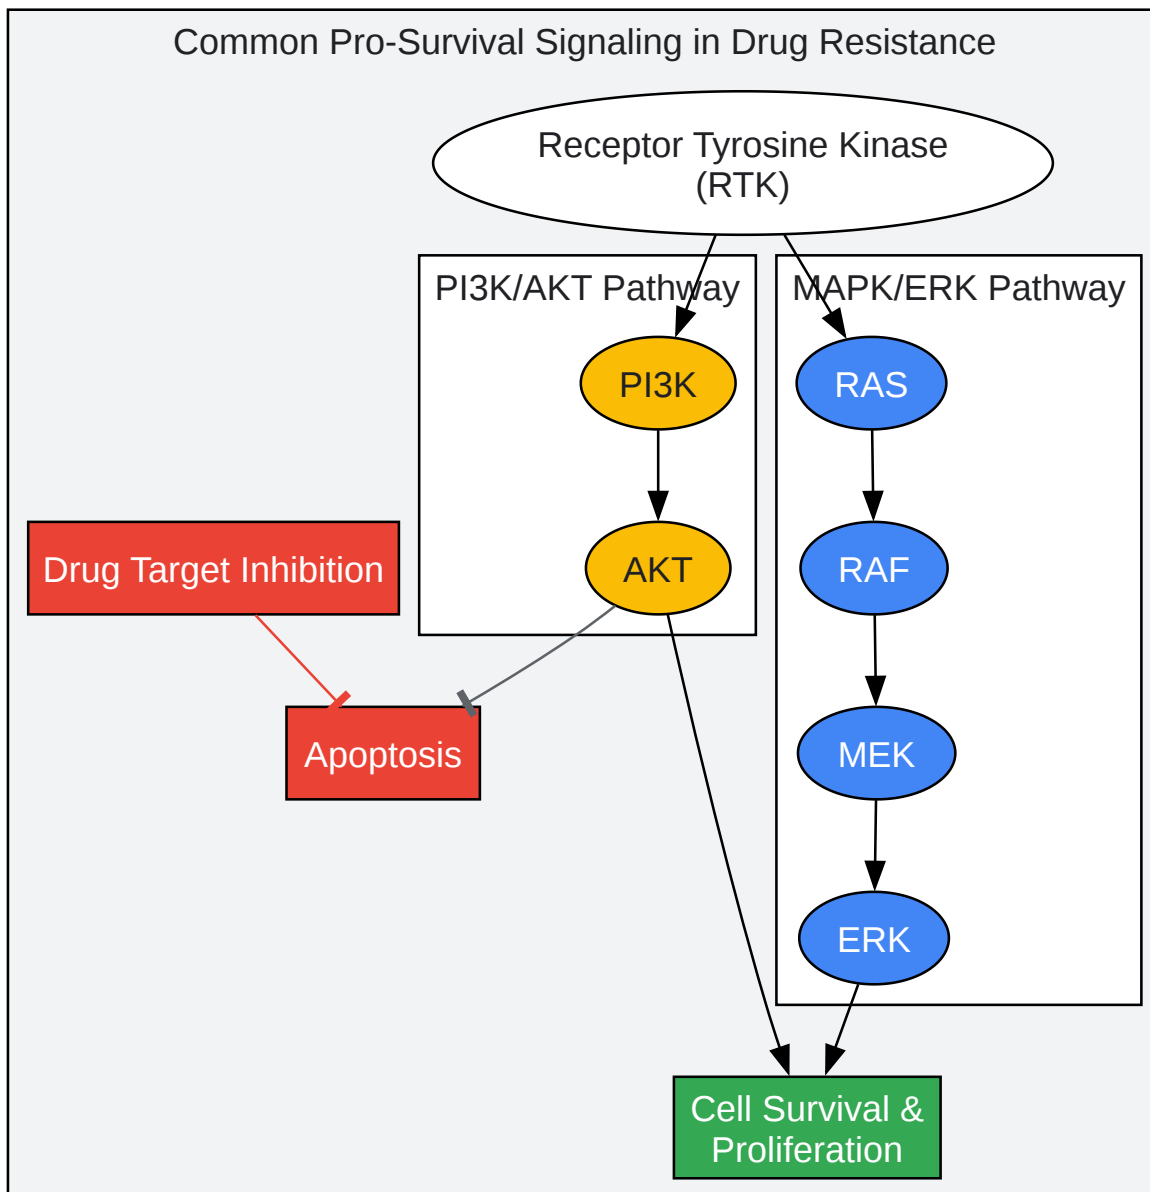 Common Pro-Survival Signaling in Drug Resistance
Receptor Tyrosine Kinase
(RTK)
PI3K/AKT Pathway
MAPK/ERK Pathway
PI3K
RAS
Drug Target Inhibition
AKT
RAF
Apoptosis
MEK
ERK
Cell Survival &
Proliferation